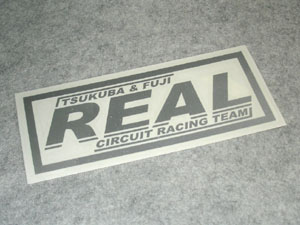 TSUKUBA & FUJI
REAL
CIRCUIT RACING TEAM